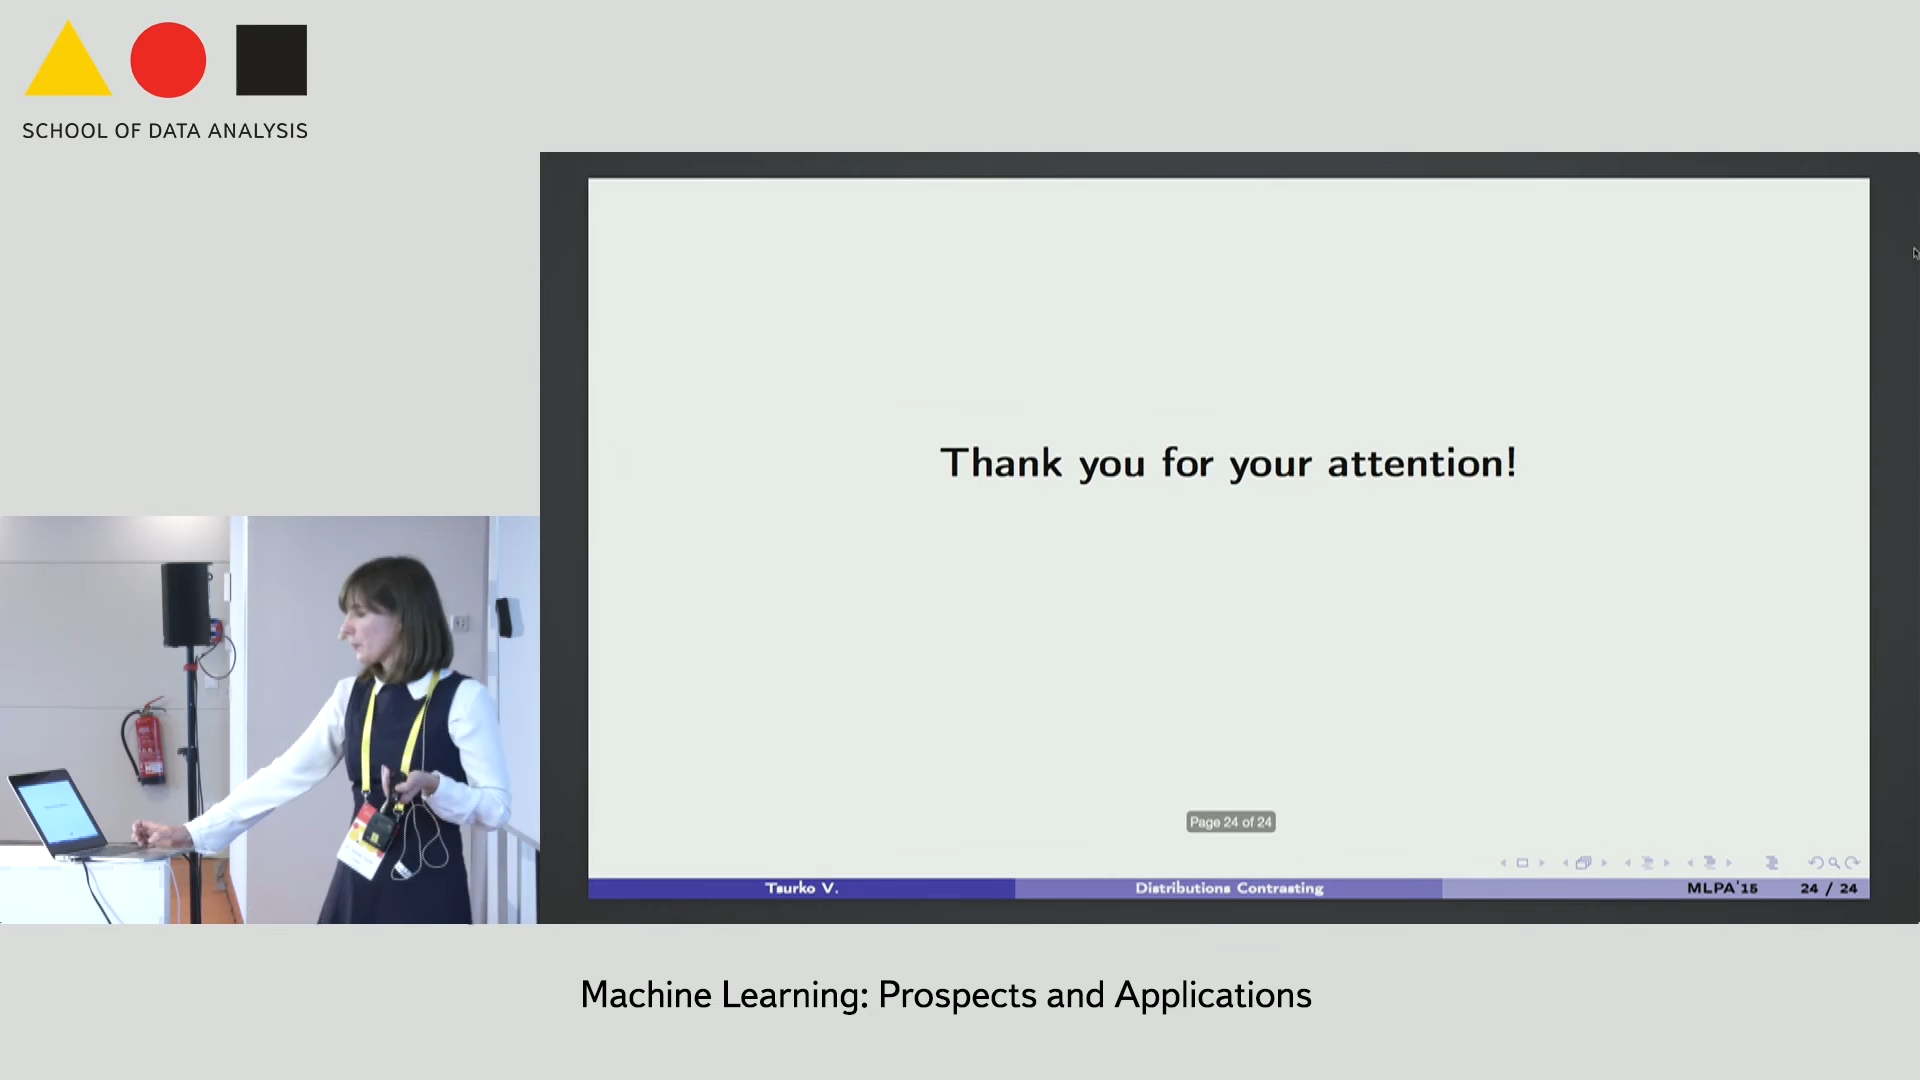 SCHOOL OF DATA ANALYSIS
Thank you for your attention!
Page 24 of 24
Tsurko V.
Distributions Contrasting
MLPA'15
24 / 24
Machine Learning: Prospects and Applications